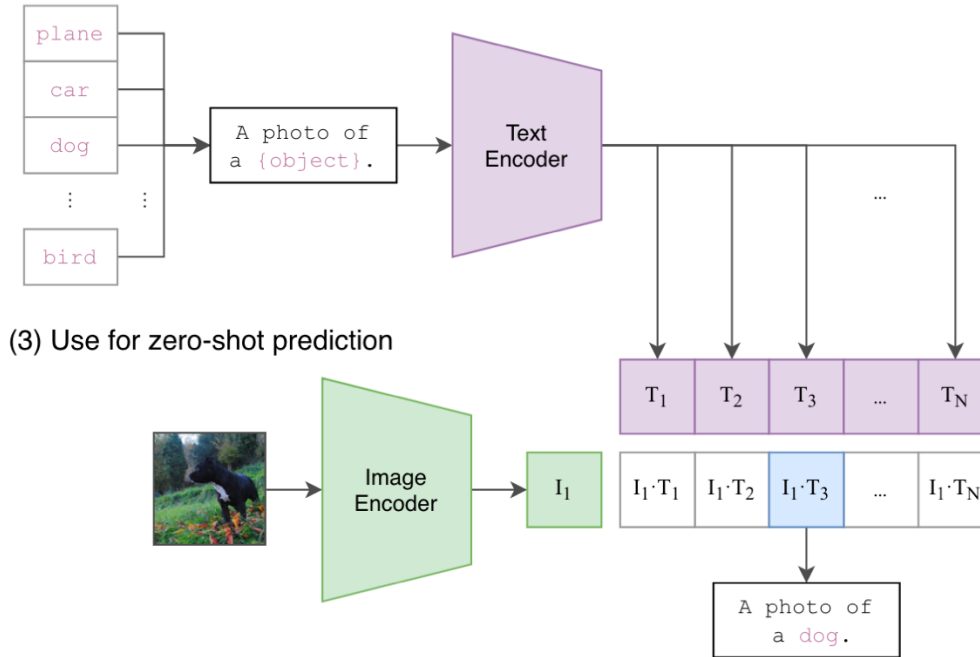 plane
car
dog
⋮ ⋮
bird
A photo of
a {object}.
Text
Encoder
...
(3) Use for zero-shot prediction
T1 T2 T3 ... TN
Image
Encoder
I1
I1·T1 I1·T2 I1·T3 ... I1·TN
A photo of
a dog.